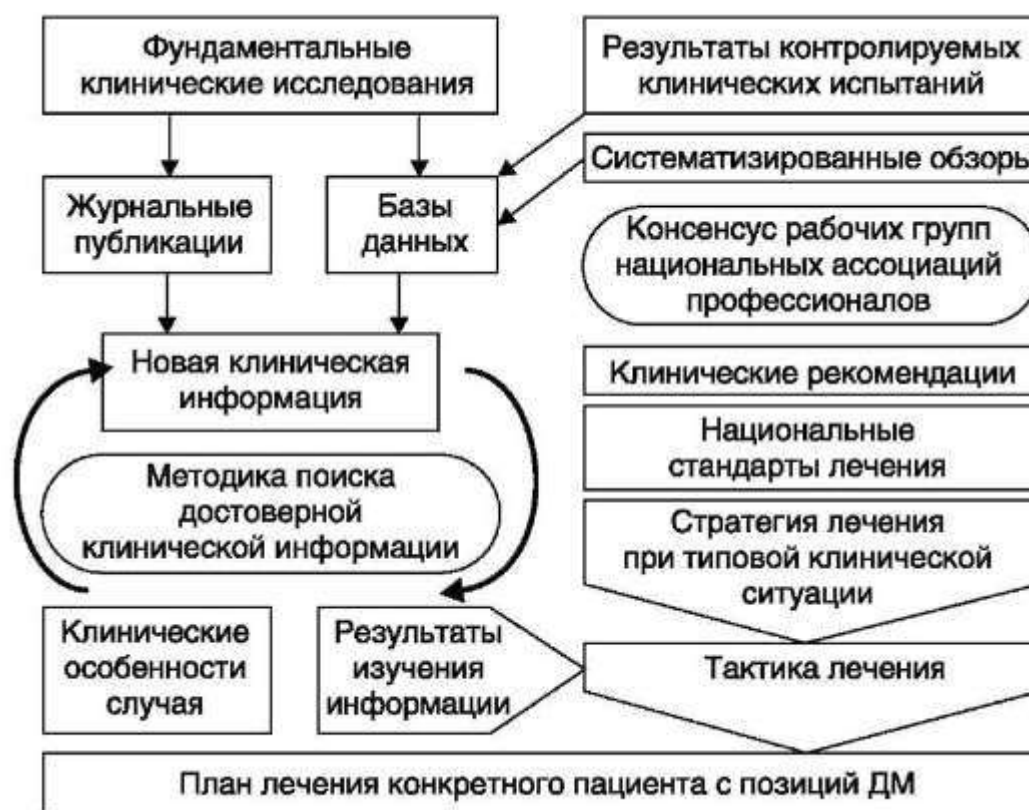 Фундаментальные
клинические исследования
Результаты контролируемых
клинических испытаний
Систематизированные обзоры
Журнальные
публикации
Базы
данных
Консенсус рабочих групп
национальных ассоциаций
профессионалов
Новая клиническая
информация
Клинические рекомендации
Национальные
стандарты лечения
Методика поиска
достоверной
клинической информации
Стратегия лечения
при типовой клинической
ситуации
Клинические
особенности
случая
Результаты
изучения
информации
Тактика лечения
План лечения конкретного пациента с позиций ДМ